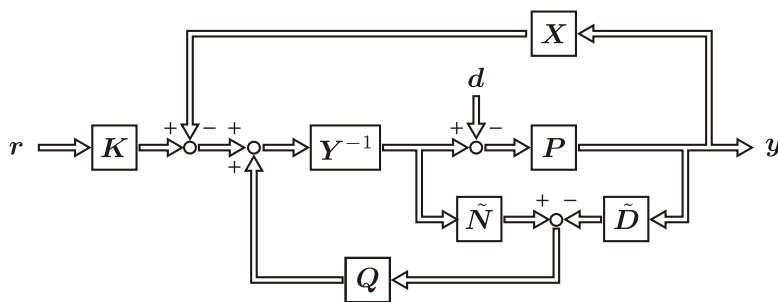 X
d
+ − + + −
r K Y⁻¹ P y
+
+ −
Ñ D̃
Q